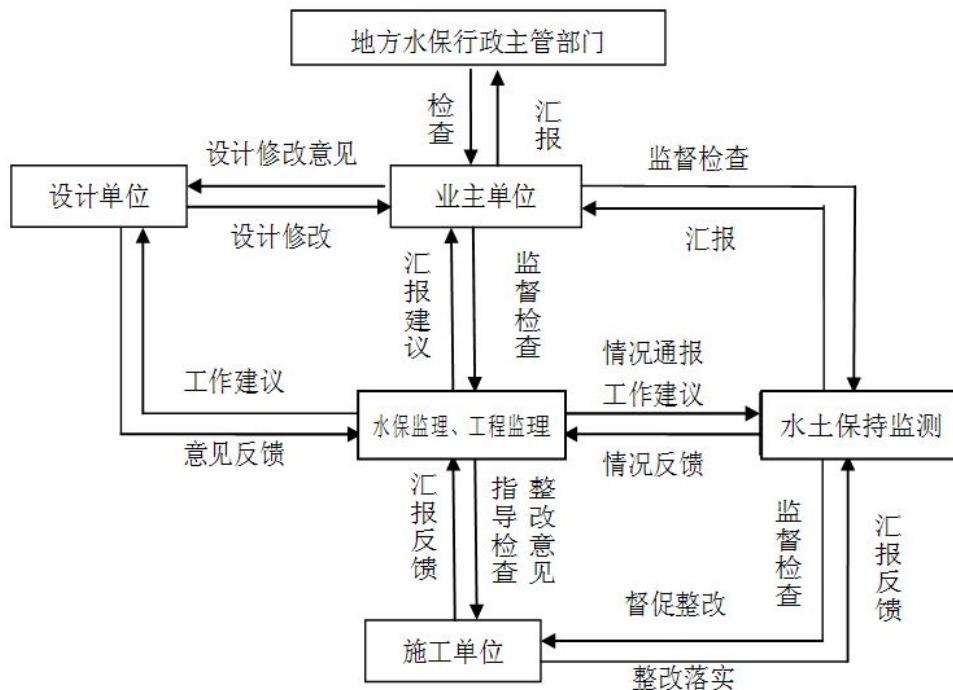 地方水保行政主管部门
检查
汇报
设计修改意见
监督检查
设计单位
业主单位
设计修改
汇报
汇报建议
监督检查
情况通报
工作建议
工作建议
水保监理、工程监理
水土保持监测
意见反馈
情况反馈
汇报反馈
指导检查
整改意见
监督检查
汇报反馈
督促整改
施工单位
整改落实